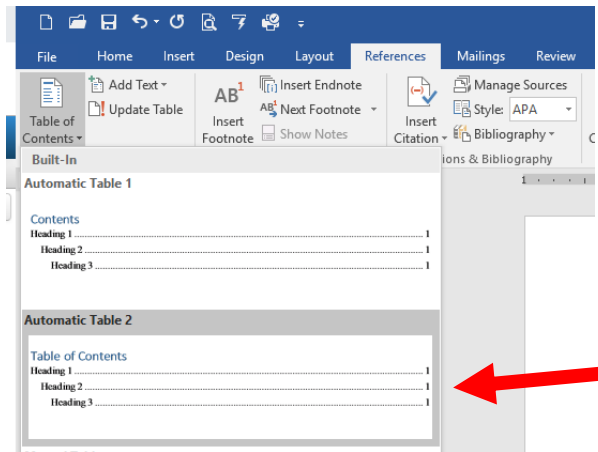 File Home Insert Design Layout References Mailings Review
Add Text
Update Table
Table of
Contents
AB1
Insert
Footnote
Insert Endnote
Next Footnote
Show Notes
Insert
Citation
Manage Sources
Style: APA
Bibliography
ions & Bibliography
Built-In
Automatic Table 1
Contents
Heading 1 ........ 1
Heading 2 ........ 1
Heading 3 ........ 1
Automatic Table 2
Table of Contents
Heading 1 ........ 1
Heading 2 ........ 1
Heading 3 ........ 1
1